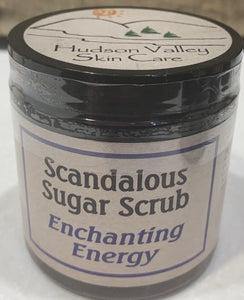 Hudson Valley
Skin Care
Scandalous
Sugar Scrub
Enchanting
Energy